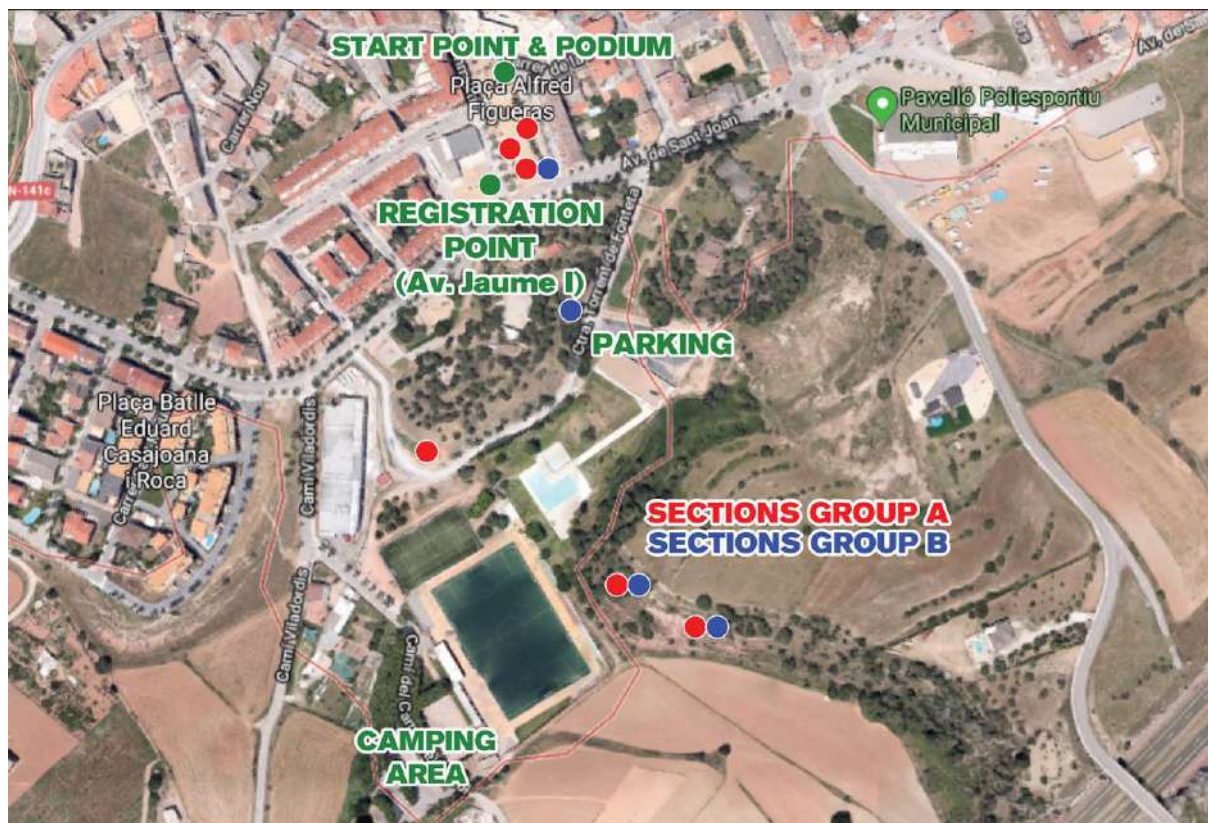 START POINT & PODIUM
Plaça Alfred
Figueras
Carrer Nou
Av. de Sant Joan
Pavelló Poliesportiu
Municipal
N-141c
REGISTRATION
POINT
(Av. Jaume I)
Ctra. Torrent de Fontera
PARKING
Plaça Batlle
Eduard
Casajoana
i Roca
Camí Viladordis
SECTIONS GROUP A
SECTIONS GROUP B
Camí Viladordis
CAMPING
AREA